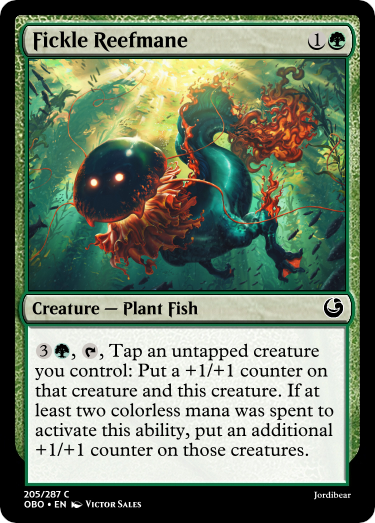 Fickle Reefmane 1
Creature — Plant Fish
3 , , Tap an untapped creature
you control: Put a +1/+1 counter on
that creature and this creature. If at
least two colorless mana was spent to
activate this ability, put an additional
+1/+1 counter on those creatures.
205/287 C
OBO • EN Victor Sales
Jordibear